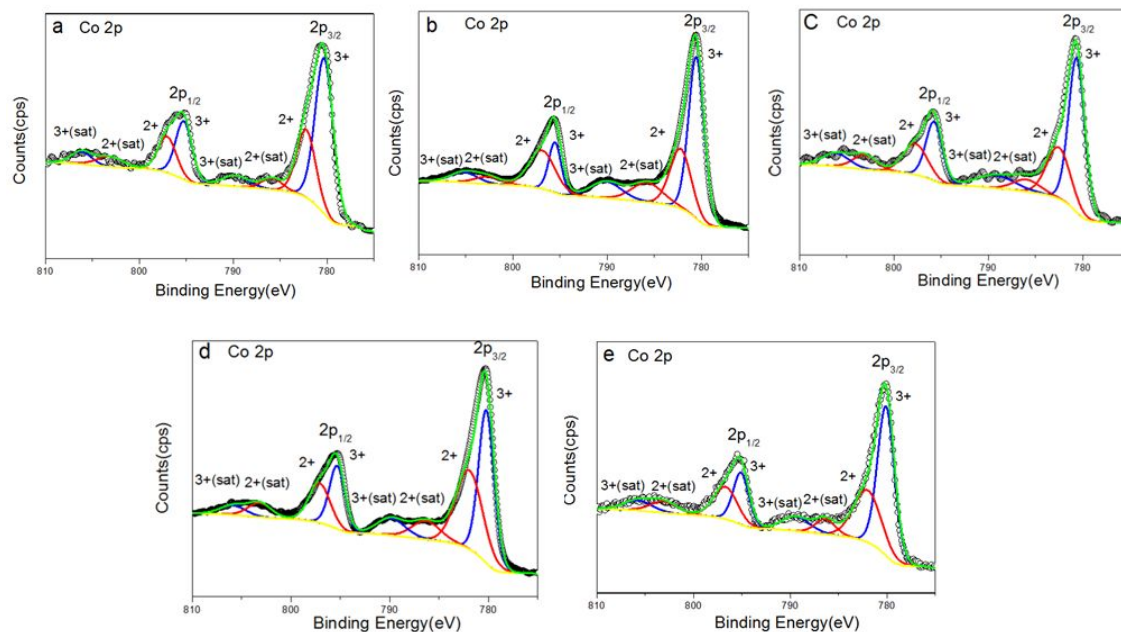 a Co 2p
2p3/2
3+
2+
2p1/2
3+
2+
3+(sat)
2+(sat)
3+(sat)
2+(sat)
Counts(cps)
810 800 790 780
Binding Energy(eV)
b Co 2p
2p3/2
3+
2+
2p1/2
3+
2+
3+(sat)
2+(sat)
3+(sat)
2+(sat)
Counts(cps)
810 800 790 780
Binding Energy(eV)
C Co 2p
2p3/2
3+
2+
2p1/2
3+
2+
3+(sat)
2+(sat)
3+(sat)
2+(sat)
Counts(cps)
810 800 790 780
Binding Energy(eV)
d Co 2p
2p3/2
3+
2+
2p1/2
3+
2+
3+(sat)
2+(sat)
3+(sat)
2+(sat)
Counts(cps)
810 800 790 780
Binding Energy(eV)
e Co 2p
2p3/2
3+
2+
2p1/2
3+
2+
3+(sat)
2+(sat)
3+(sat)
2+(sat)
Counts(cps)
810 800 790 780
Binding Energy(eV)